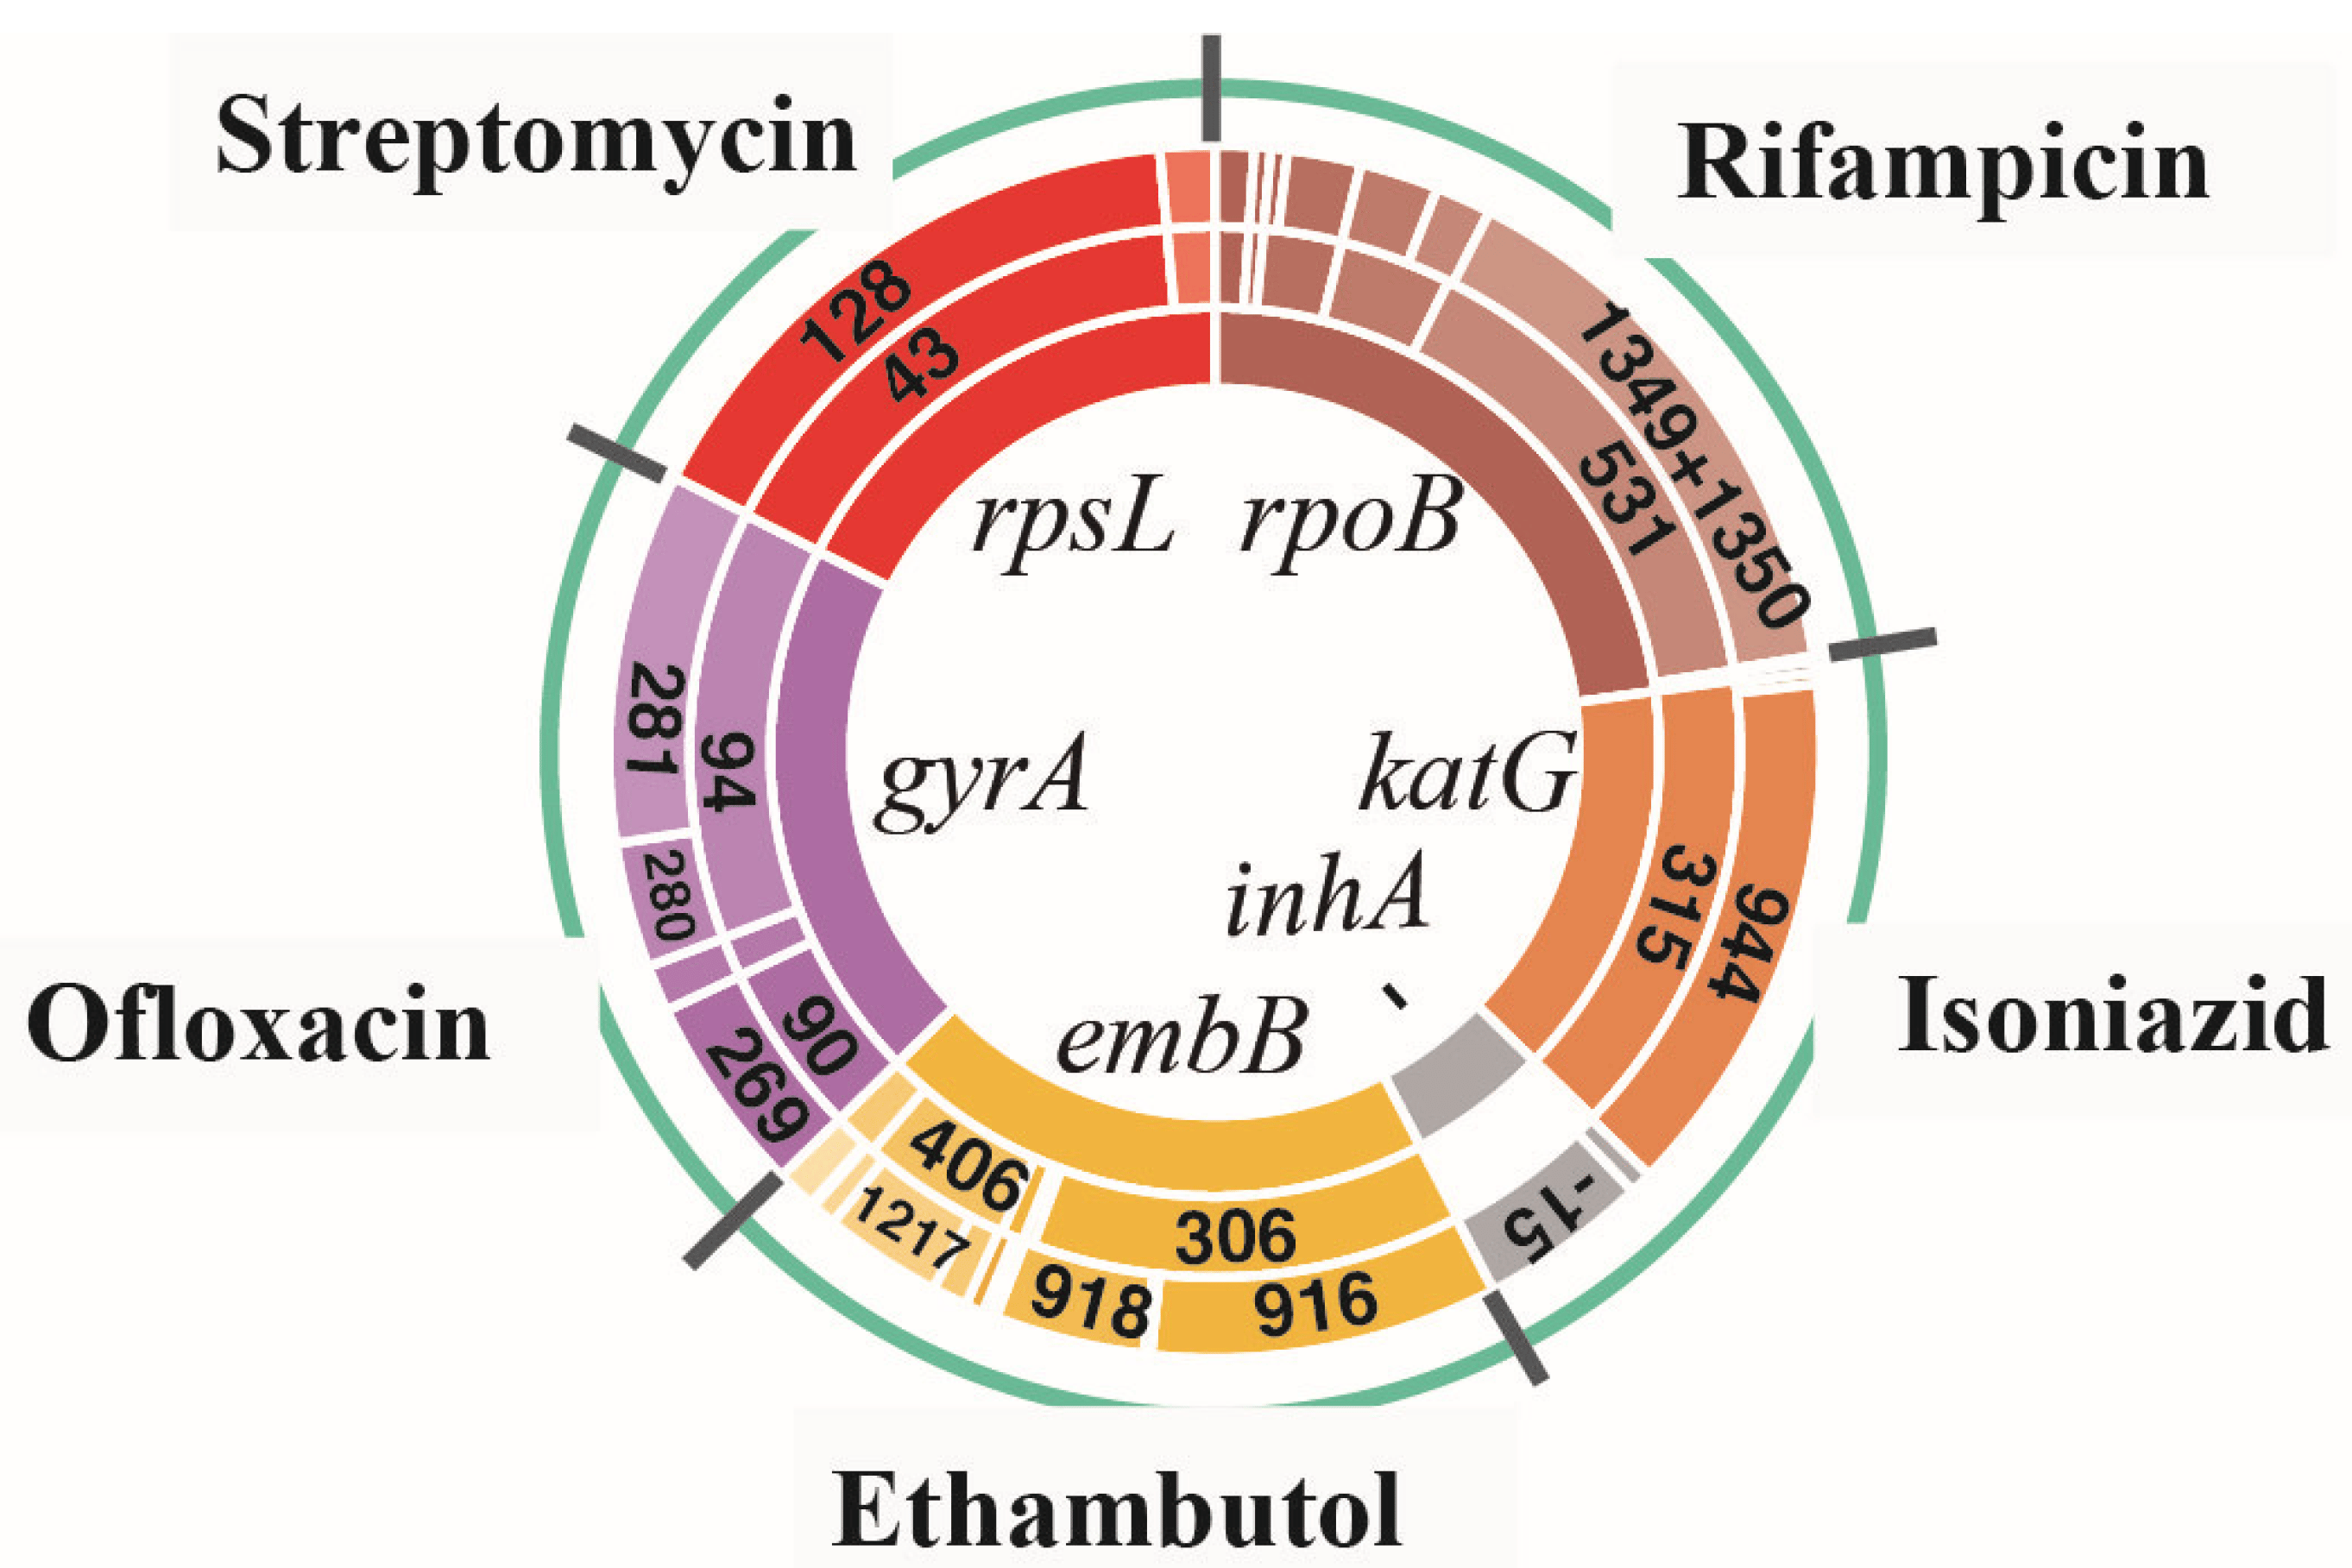 Streptomycin
Rifampicin
128
43
1349+1350
531
rpsL
rpoB
281
94
gyrA
katG
280
315
944
inhA
Ofloxacin
Isoniazid
90
269
embB
406
1217
306
-15
918
916
Ethambutol